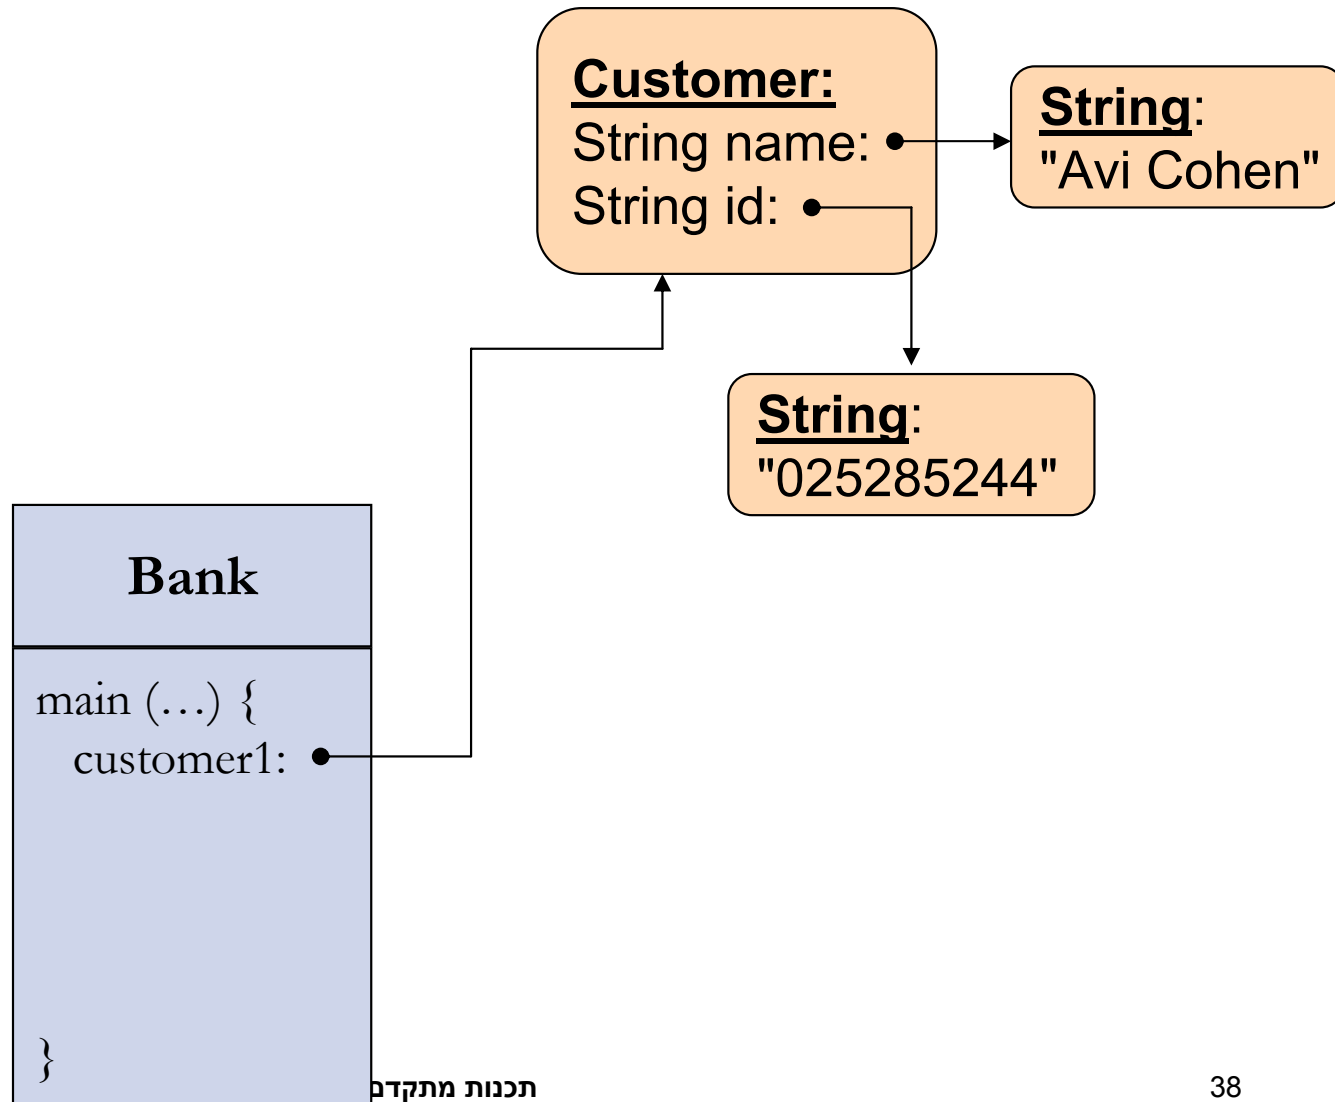 Customer:
String name:
String id:
String:
"Avi Cohen"
String:
"025285244"
Bank
main (…) {
customer1:
}
תכנות מתקדם
38